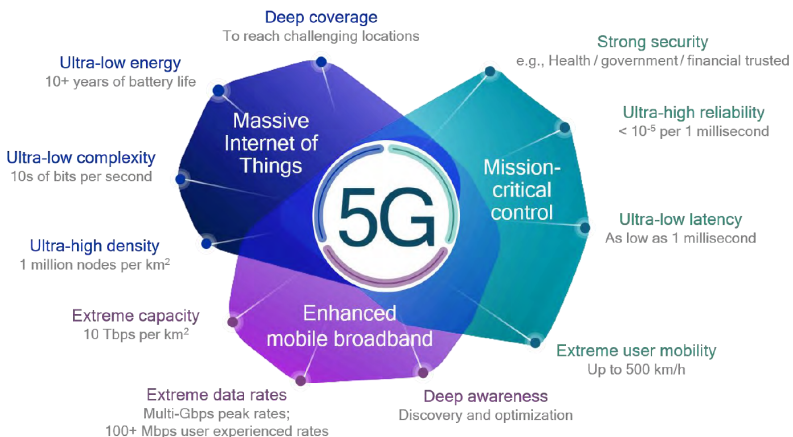 Deep coverage
To reach challenging locations
Ultra-low energy
10+ years of battery life
Ultra-low complexity
10s of bits per second
Ultra-high density
1 million nodes per km²
Massive
Internet of
Things
5G
Strong security
e.g., Health / government / financial trusted
Ultra-high reliability
< 10⁻⁵ per 1 millisecond
Mission-
critical
control
Ultra-low latency
As low as 1 millisecond
Extreme user mobility
Up to 500 km/h
Enhanced
mobile broadband
Extreme capacity
10 Tbps per km²
Extreme data rates
Multi-Gbps peak rates;
100+ Mbps user experienced rates
Deep awareness
Discovery and optimization